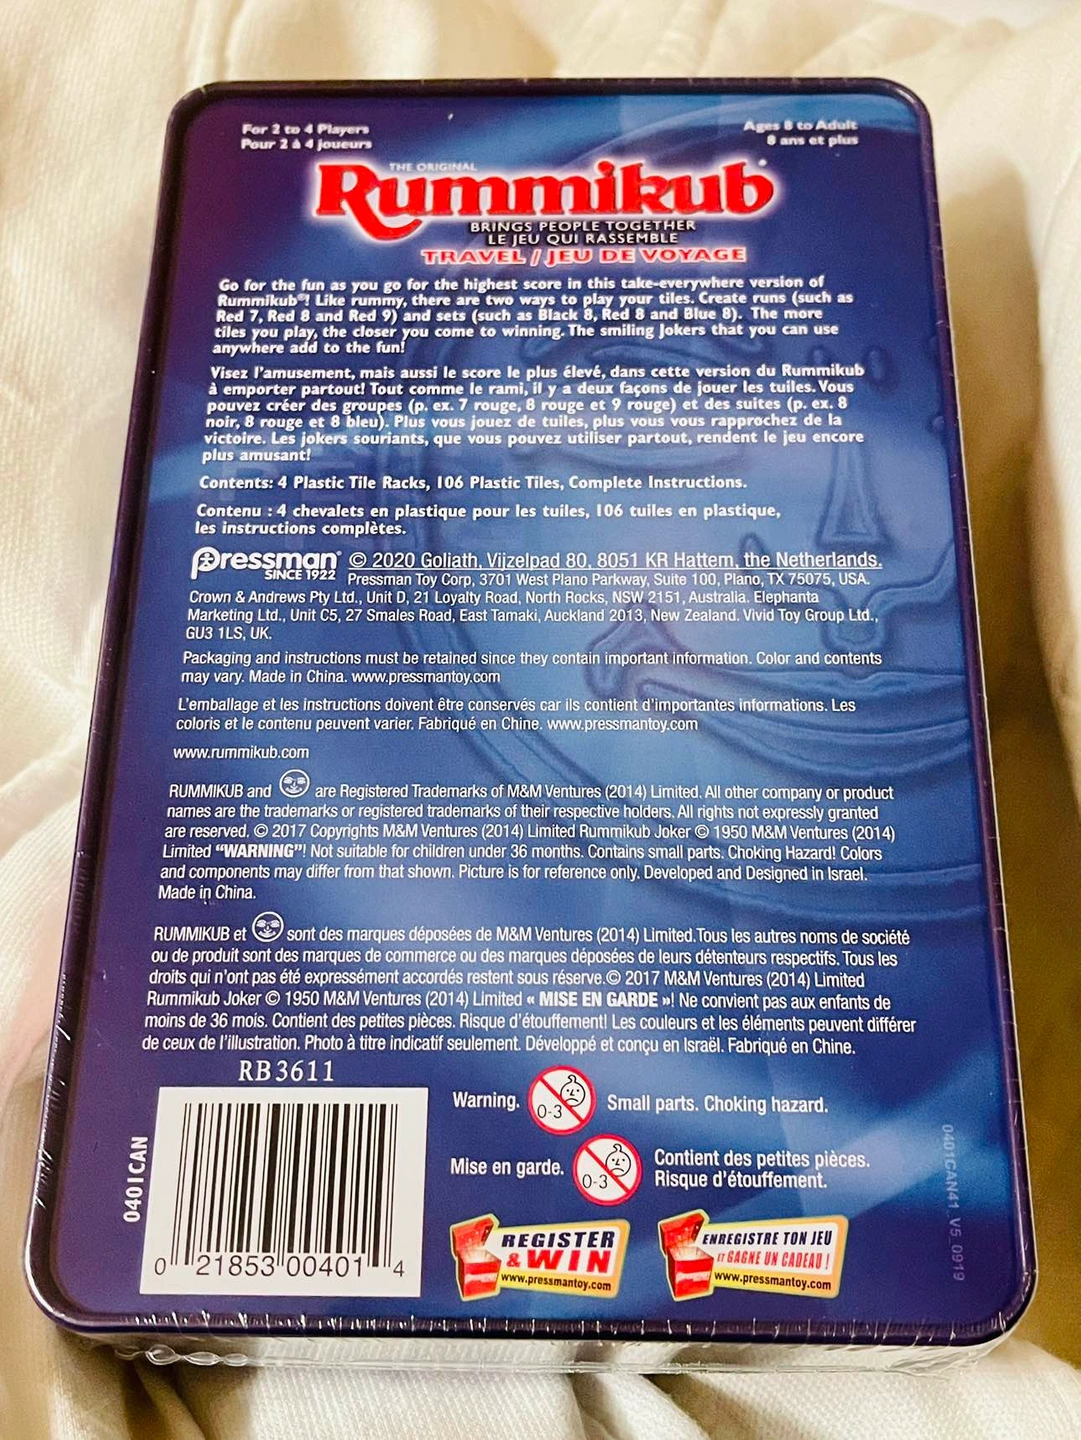 For 2 to 4 Players
Pour 2 à 4 joueurs
Ages 8 to Adult
8 ans et plus
THE ORIGINAL
Rummikub®
BRINGS PEOPLE TOGETHER
LE JEU QUI RASSEMBLE
TRAVEL / JEU DE VOYAGE
Go for the fun as you go for the highest score in this take-everywhere version of
Rummikub®! Like rummy, there are two ways to play your tiles. Create runs (such as
Red 7, Red 8 and Red 9) and sets (such as Black 8, Red 8 and Blue 8). The more
tiles you play, the closer you come to winning. The smiling Jokers that you can use
anywhere add to the fun!
Visez l'amusement, mais aussi le score le plus élevé, dans cette version du Rummikub
à emporter partout! Tout comme le rami, il y a deux façons de jouer les tuiles. Vous
pouvez créer des groupes (p. ex. 7 rouge, 8 rouge et 9 rouge) et des suites (p. ex. 8
noir, 8 rouge et 8 bleu). Plus vous jouez de tuiles, plus vous vous rapprochez de la
victoire. Les jokers souriants, que vous pouvez utiliser partout, rendent le jeu encore
plus amusant!
Contents: 4 Plastic Tile Racks, 106 Plastic Tiles, Complete Instructions.
Contenu : 4 chevalets en plastique pour les tuiles, 106 tuiles en plastique,
les instructions complètes.
Pressman® © 2020 Goliath, Vijzelpad 80, 8051 KR Hattem, the Netherlands.
SINCE 1922 Pressman Toy Corp, 3701 West Plano Parkway, Suite 100, Plano, TX 75075, USA.
Crown & Andrews Pty Ltd., Unit D, 21 Loyalty Road, North Rocks, NSW 2151, Australia. Elephanta
Marketing Ltd., Unit C5, 27 Smales Road, East Tamaki, Auckland 2013, New Zealand. Vivid Toy Group Ltd.,
GU3 1LS, UK.
Packaging and instructions must be retained since they contain important information. Color and contents
may vary. Made in China. www.pressmantoy.com
L'emballage et les instructions doivent être conservés car ils contient d'importantes informations. Les
coloris et le contenu peuvent varier. Fabriqué en Chine. www.pressmantoy.com
www.rummikub.com
RUMMIKUB and are Registered Trademarks of M&M Ventures (2014) Limited. All other company or product
names are the trademarks or registered trademarks of their respective holders. All rights not expressly granted
are reserved. © 2017 Copyrights M&M Ventures (2014) Limited Rummikub Joker © 1950 M&M Ventures (2014)
Limited "WARNING"! Not suitable for children under 36 months. Contains small parts. Choking Hazard! Colors
and components may differ from that shown. Picture is for reference only. Developed and Designed in Israel.
Made in China.
RUMMIKUB et sont des marques déposées de M&M Ventures (2014) Limited. Tous les autres noms de société
ou de produit sont des marques de commerce ou des marques déposées de leurs détenteurs respectifs. Tous les
droits qui n'ont pas été expressément accordés restent sous réserve. © 2017 M&M Ventures (2014) Limited
Rummikub Joker © 1950 M&M Ventures (2014) Limited « MISE EN GARDE »! Ne convient pas aux enfants de
moins de 36 mois. Contient des petites pièces. Risque d'étouffement! Les couleurs et les éléments peuvent différer
de ceux de l'illustration. Photo à titre indicatif seulement. Développé et conçu en Israël. Fabriqué en Chine.
RB3611
0401CAN
0 21853 00401 4
Warning. 0-3 Small parts. Choking hazard.
Mise en garde. 0-3 Contient des petites pièces.
Risque d'étouffement.
REGISTER
& WIN
www.pressmantoy.com
ENREGISTRE TON JEU
ET GAGNE UN CADEAU !
www.pressmantoy.com
0401CAN41_V5_0919